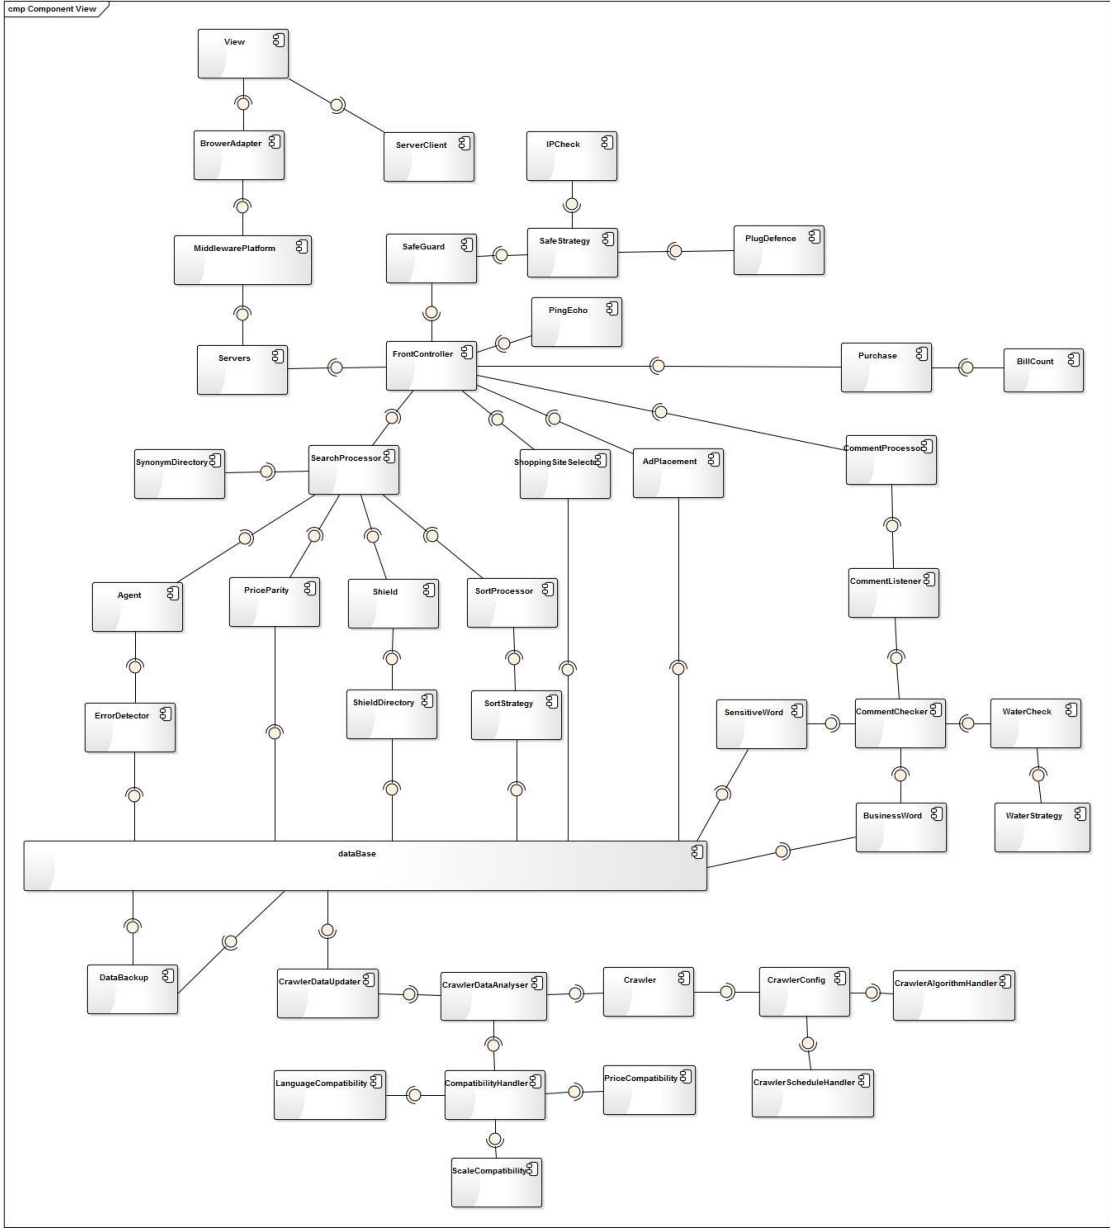 cmp Component View
View
BrowerAdapter
ServerClient
IPCheck
MiddlewarePlatform
SafeGuard
SafeStrategy
PlugDefence
PingEcho
Servers
FrontController
Purchase
BillCount
SynonymDirectory
SearchProcessor
ShoppingSiteSelecto
AdPlacement
CommentProcessor
Agent
PriceParity
Shield
SortProcessor
CommentListener
ErrorDetector
ShieldDirectory
SortStrategy
SensitiveWord
CommentChecker
WaterCheck
BusinessWord
WaterStrategy
dataBase
DataBackup
CrawlerDataUpdater
CrawlerDataAnalyser
Crawler
CrawlerConfig
CrawlerAlgorithmHandler
LanguageCompatibility
CompatibilityHandler
PriceCompatibility
CrawlerScheduleHandler
ScaleCompatibility